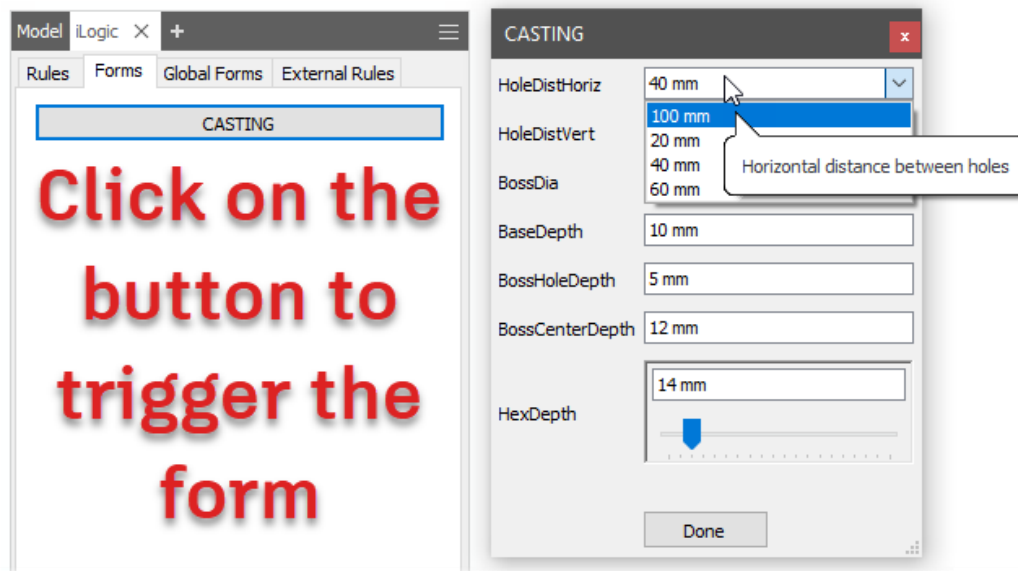 Model iLogic × +
Rules Forms Global Forms External Rules
CASTING
Click on the
button to
trigger the
form
CASTING
x
HoleDistHoriz 40 mm
100 mm
HoleDistVert 20 mm
40 mm
BossDia 60 mm
Horizontal distance between holes
BaseDepth 10 mm
BossHoleDepth 5 mm
BossCenterDepth 12 mm
14 mm
HexDepth
Done